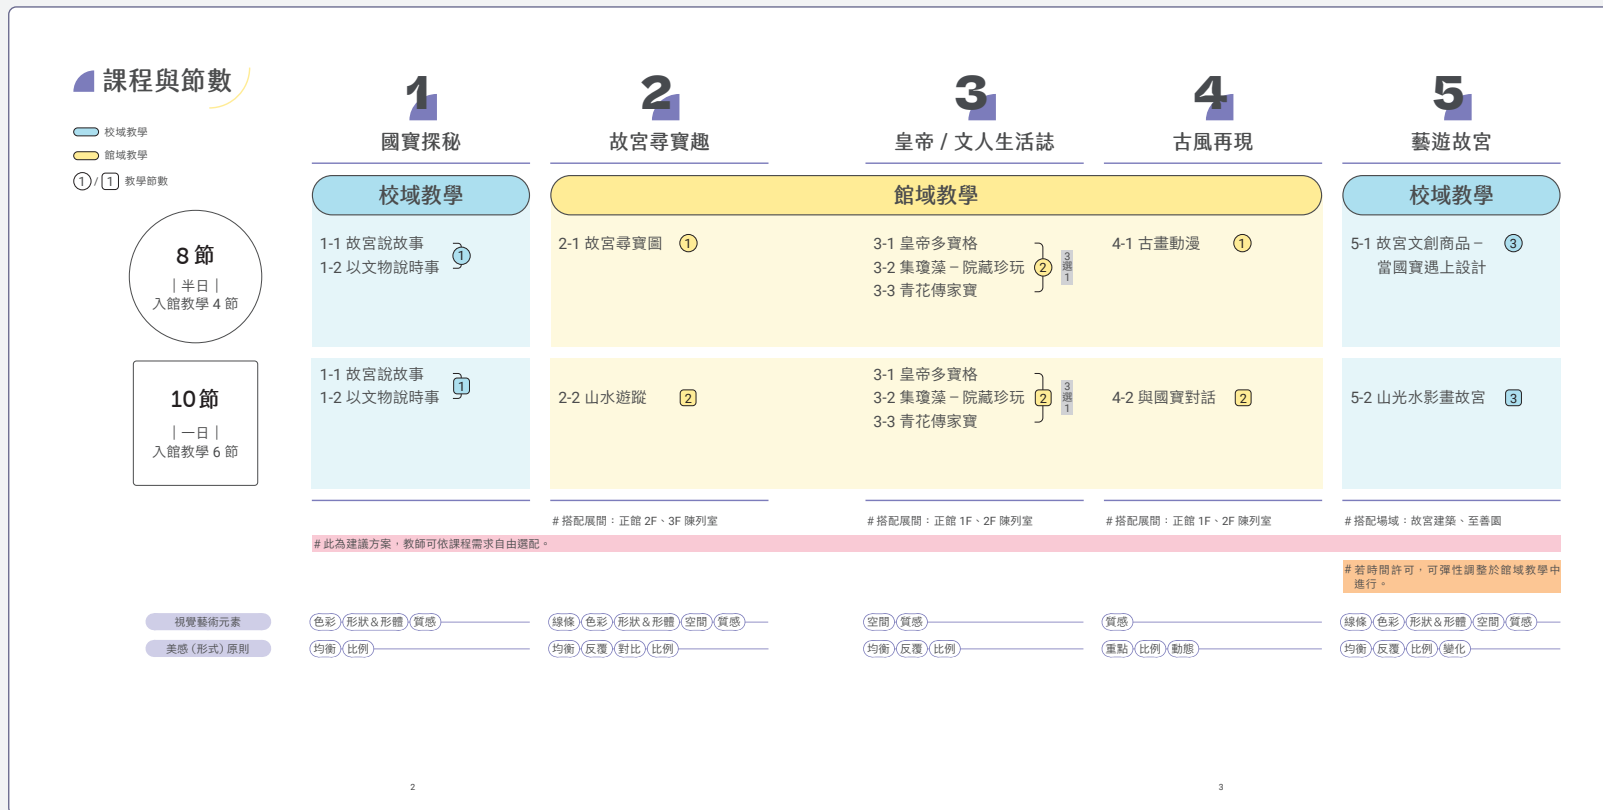 課程與節數
校域教學
館域教學
1 / 1 教學節數
1
國寶探秘
2
故宮尋寶趣
3
皇帝 / 文人生活誌
4
古風再現
5
藝遊故宮
校域教學
館域教學
校域教學
8 節
｜半日｜
入館教學 4 節
1-1 故宮說故事
1-2 以文物說時事
1
2-1 故宮尋寶圖 1
3-1 皇帝多寶格
3-2 集瓊藻－院藏珍玩
3-3 青花傳家寶
2
3選1
4-1 古畫動漫 1
5-1 故宮文創商品－ 3
當國寶遇上設計
10 節
｜一日｜
入館教學 6 節
1-1 故宮說故事
1-2 以文物說時事
1
2-2 山水遊蹤 2
3-1 皇帝多寶格
3-2 集瓊藻－院藏珍玩
3-3 青花傳家寶
2
3選1
4-2 與國寶對話 2
5-2 山光水影畫故宮 3
# 搭配展間：正館 2F、3F 陳列室
# 搭配展間：正館 1F、2F 陳列室
# 搭配展間：正館 1F、2F 陳列室
# 搭配場域：故宮建築、至善園
# 此為建議方案，教師可依課程需求自由選配。
# 若時間許可，可彈性調整於館域教學中
進行。
視覺藝術元素
色彩 形狀＆形體 質感
線條 色彩 形狀＆形體 空間 質感
空間 質感
質感
線條 色彩 形狀＆形體 空間 質感
美感（形式）原則
均衡 比例
均衡 反覆 對比 比例
均衡 反覆 比例
重點 比例 動態
均衡 反覆 比例 變化
2
3